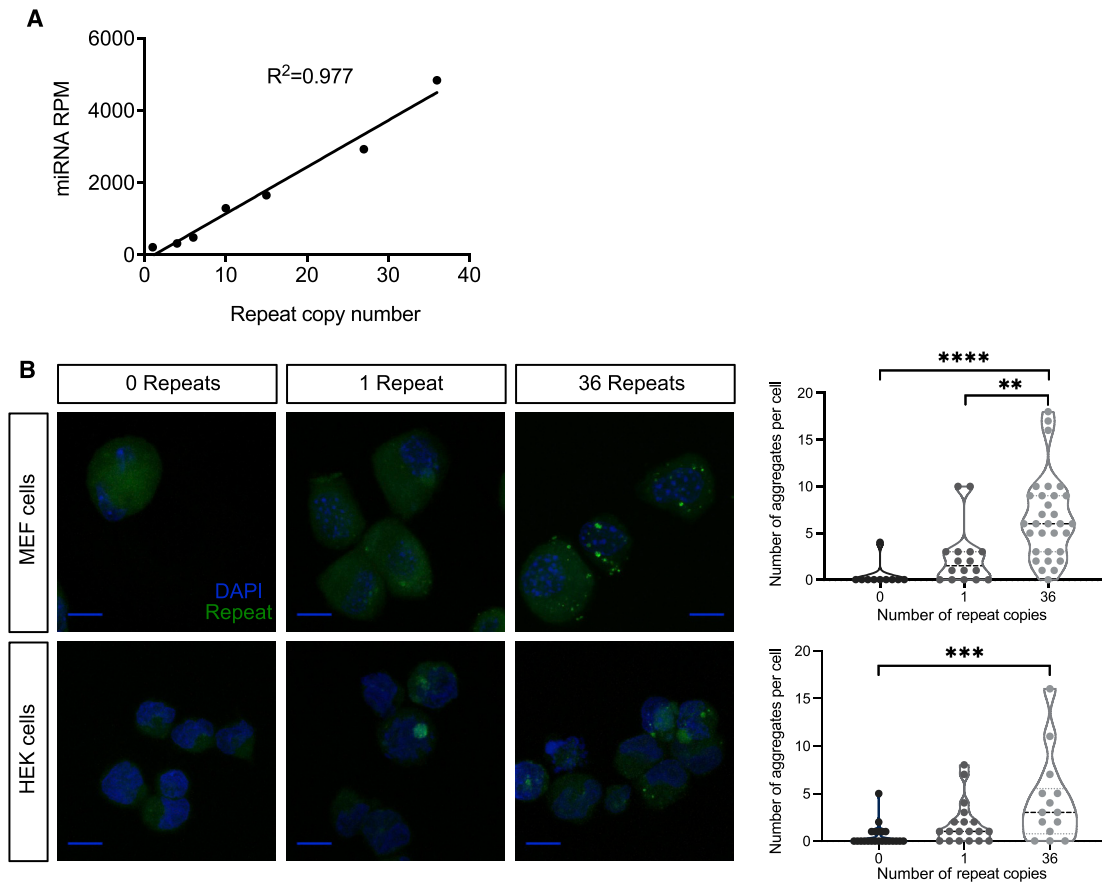 A
6000
4000
2000
0
miRNA RPM
R2=0.977
0 10 20 30 40
Repeat copy number
B
0 Repeats 1 Repeat 36 Repeats
MEF cells
DAPI
Repeat
HEK cells
****
**
20
15
10
5
0
Number of aggregates per cell
0 1 36
Number of repeat copies
***
20
15
10
5
0
Number of aggregates per cell
0 1 36
Number of repeat copies